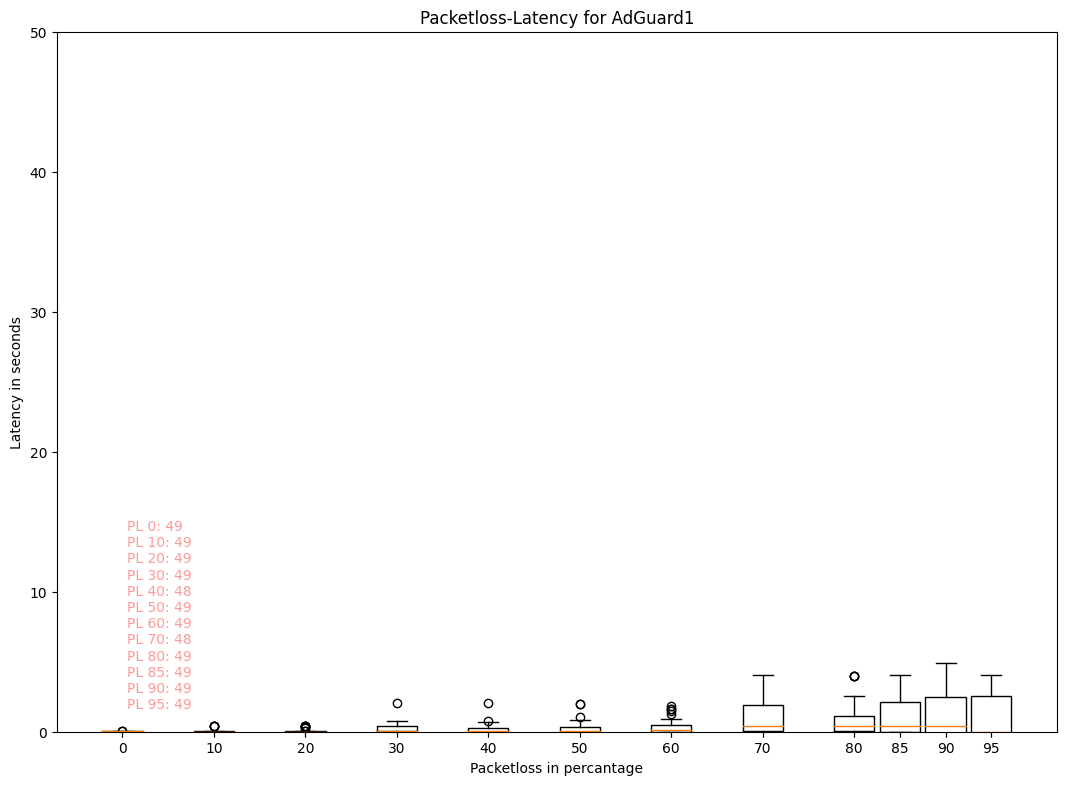 Packetloss-Latency for AdGuard1
50
40
30
20
10
0
Latency in seconds
PL 0: 49
PL 10: 49
PL 20: 49
PL 30: 49
PL 40: 48
PL 50: 49
PL 60: 49
PL 70: 48
PL 80: 49
PL 85: 49
PL 90: 49
PL 95: 49
0 10 20 30 40 50 60 70 80 85 90 95
Packetloss in percantage